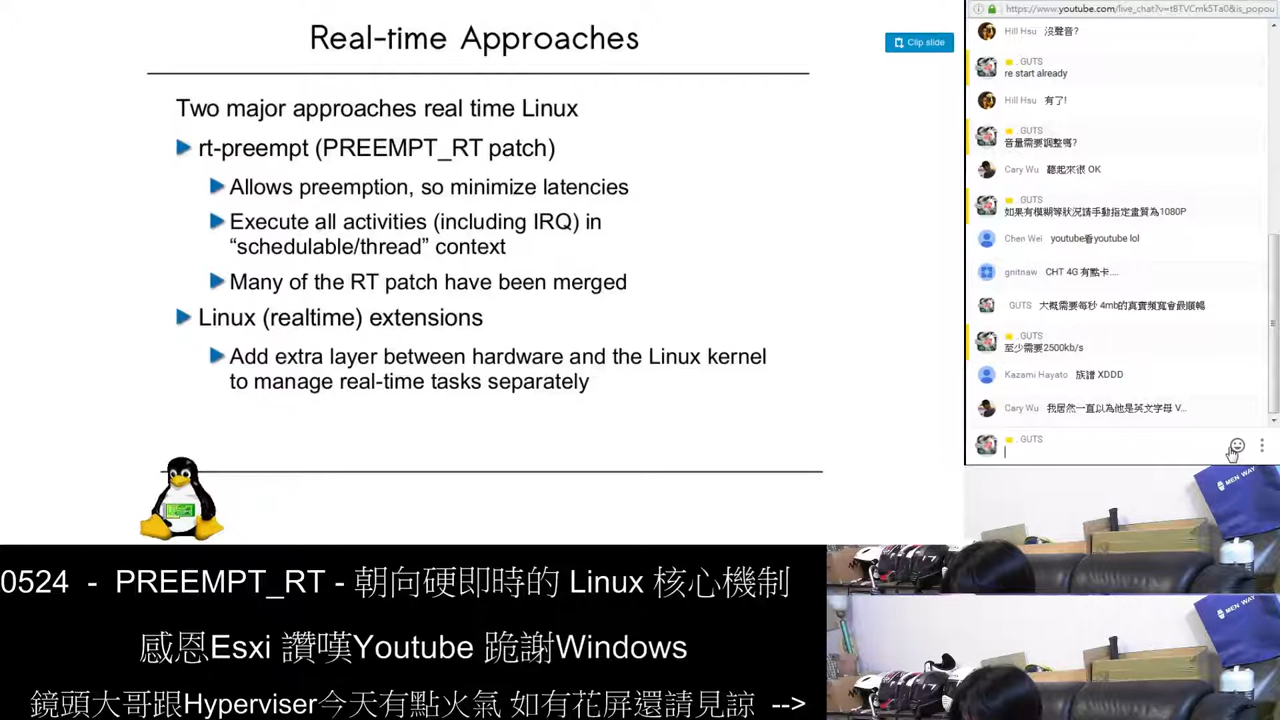 Real-time Approaches
Clip slide
Two major approaches real time Linux
rt-preempt (PREEMPT_RT patch)
Allows preemption, so minimize latencies
Execute all activities (including IRQ) in
“schedulable/thread” context
Many of the RT patch have been merged
Linux (realtime) extensions
Add extra layer between hardware and the Linux kernel
to manage real-time tasks separately
https://www.youtube.com/live_chat?v=t8TVCmk5Ta0&is_popou
Hill Hsu 沒聲音?
. GUTS
re start already
Hill Hsu 有了!
. GUTS
音量需要調整嗎?
Cary Wu 聽起來很 OK
. GUTS
如果有模糊等狀況請手動指定畫質為1080P
Chen Wei youtube看youtube lol
gnitnaw CHT 4G 有點卡....
GUTS 大概需要每秒 4mb的真實頻寬會最順暢
. GUTS
至少需要2500kb/s
Kazami Hayato 族譜 XDDD
Cary Wu 我居然一直以為他是英文字母 V...
. GUTS
MEN WAY
0524 - PREEMPT_RT - 朝向硬即時的 Linux 核心機制
感恩Esxi 讚嘆Youtube 跪謝Windows
鏡頭大哥跟Hyperviser今天有點火氣 如有花屏還請見諒 -->
MEN WAY